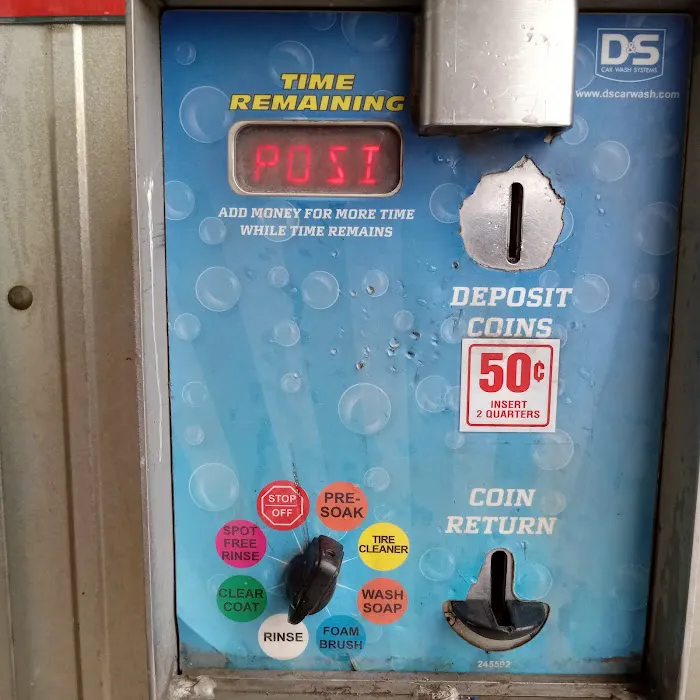 TIME
REMAINING
POSI
ADD MONEY FOR MORE TIME
WHILE TIME REMAINS
D&S
CAR WASH SYSTEMS
www.dscarwash.com
DEPOSIT
COINS
50¢
INSERT
2 QUARTERS
COIN
RETURN
STOP
OFF
PRE-
SOAK
TIRE
CLEANER
WASH
SOAP
FOAM
BRUSH
RINSE
CLEAR
COAT
SPOT
FREE
RINSE
245592